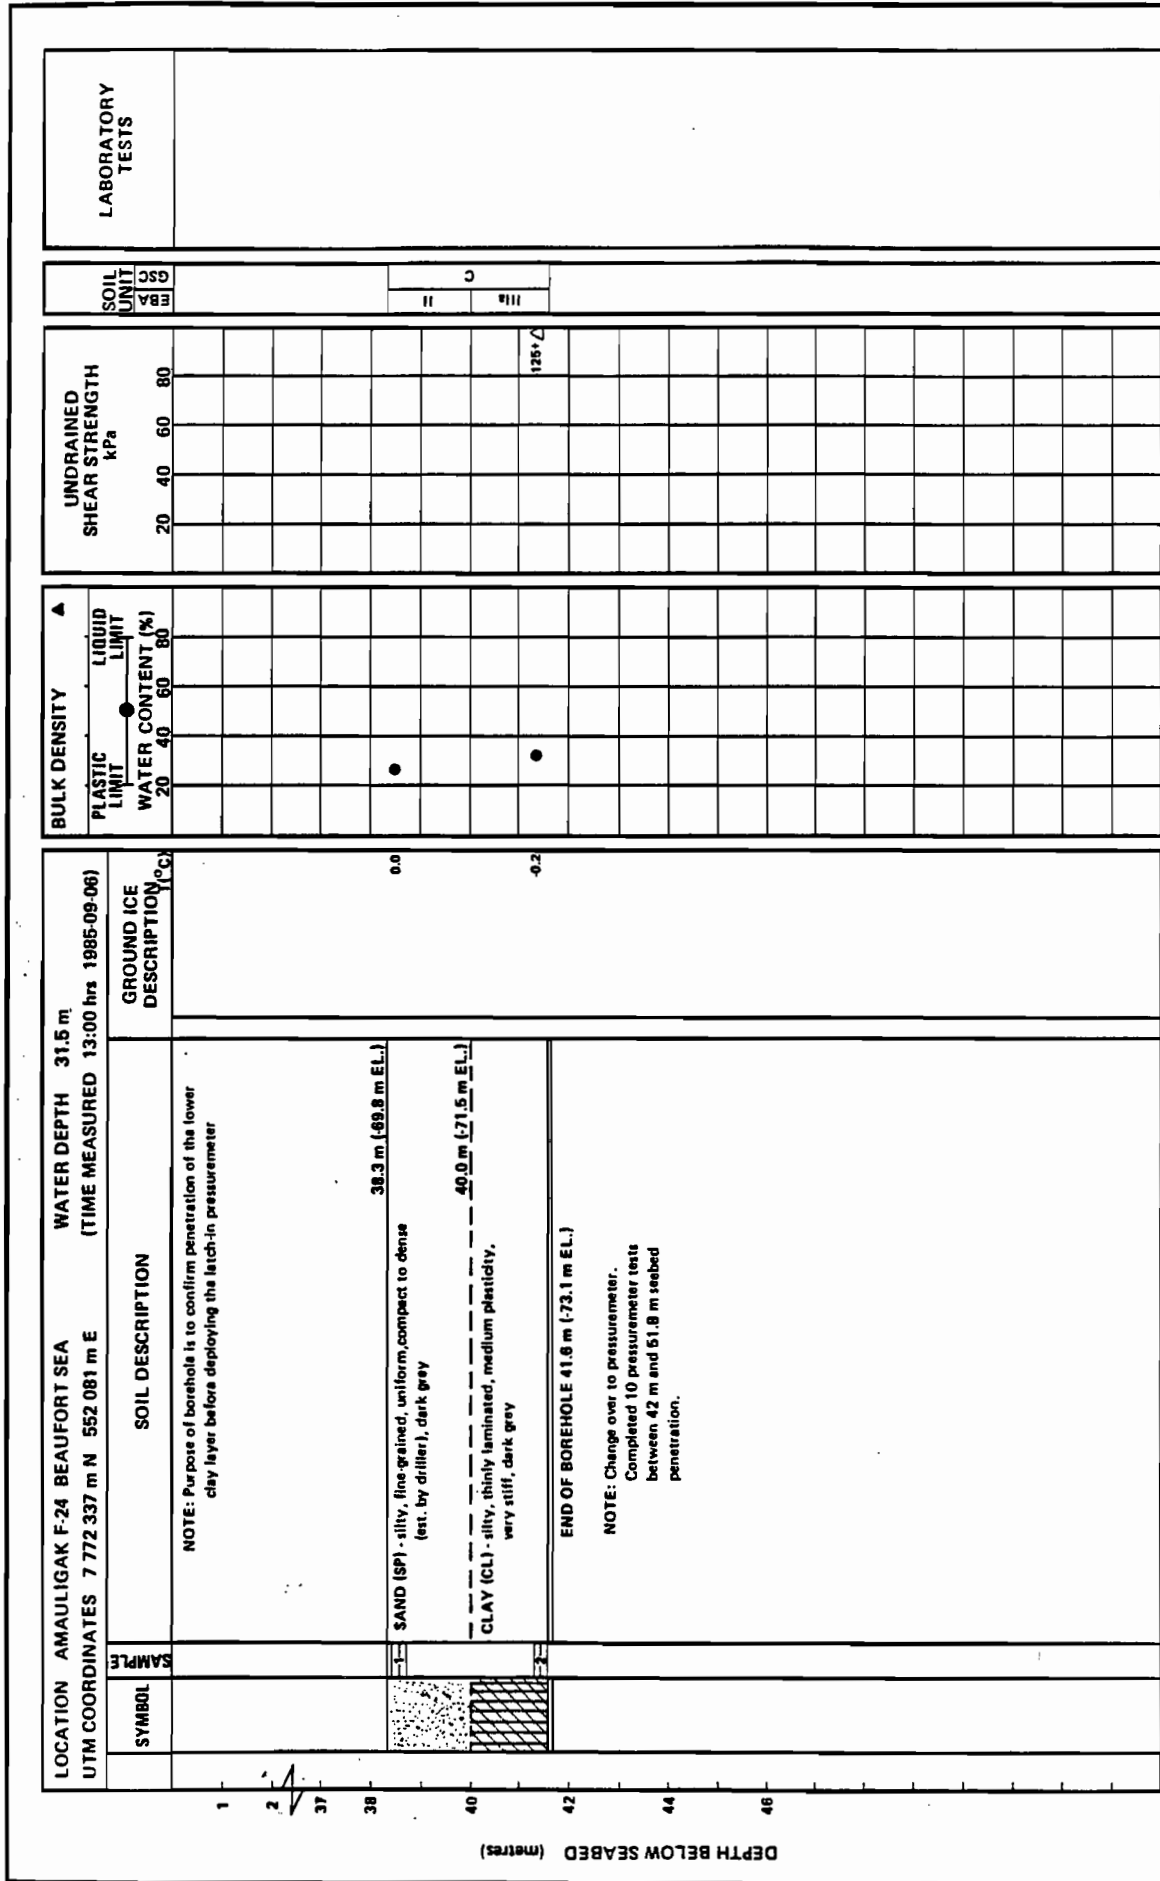 LOCATION AMAULIGAK F-24 BEAUFORT SEA WATER DEPTH 31.5 m
UTM COORDINATES 7 772 337 m N 552 081 m E (TIME MEASURED 13:00 hrs 1985-09-06)
SYMBOL
SAMPLE
SOIL DESCRIPTION
GROUND ICE
DESCRIPTION
T(°C)
BULK DENSITY ▲
PLASTIC LIMIT
LIQUID LIMIT
WATER CONTENT (%)
20 40 60 80
UNDRAINED
SHEAR STRENGTH
kPa
20 40 60 80
SOIL
UNIT
EBA
GSC
LABORATORY
TESTS
DEPTH BELOW SEABED (metres)
1
2
37
38
40
42
44
46
NOTE: Purpose of borehole is to confirm penetration of the lower
clay layer before deploying the latch-in pressuremeter
38.3 m (-69.8 m EL.)
1
SAND (SP) - silty, fine-grained, uniform, compact to dense
(est. by driller), dark grey
0.0
II
C
40.0 m (-71.5 m EL.)
CLAY (CL) - silty, thinly laminated, medium plasticity,
very stiff, dark grey
2
-0.2
125+
IIIa
END OF BOREHOLE 41.6 m (-73.1 m EL.)
NOTE: Change over to pressuremeter.
Completed 10 pressuremeter tests
between 42 m and 51.8 m seabed
penetration.